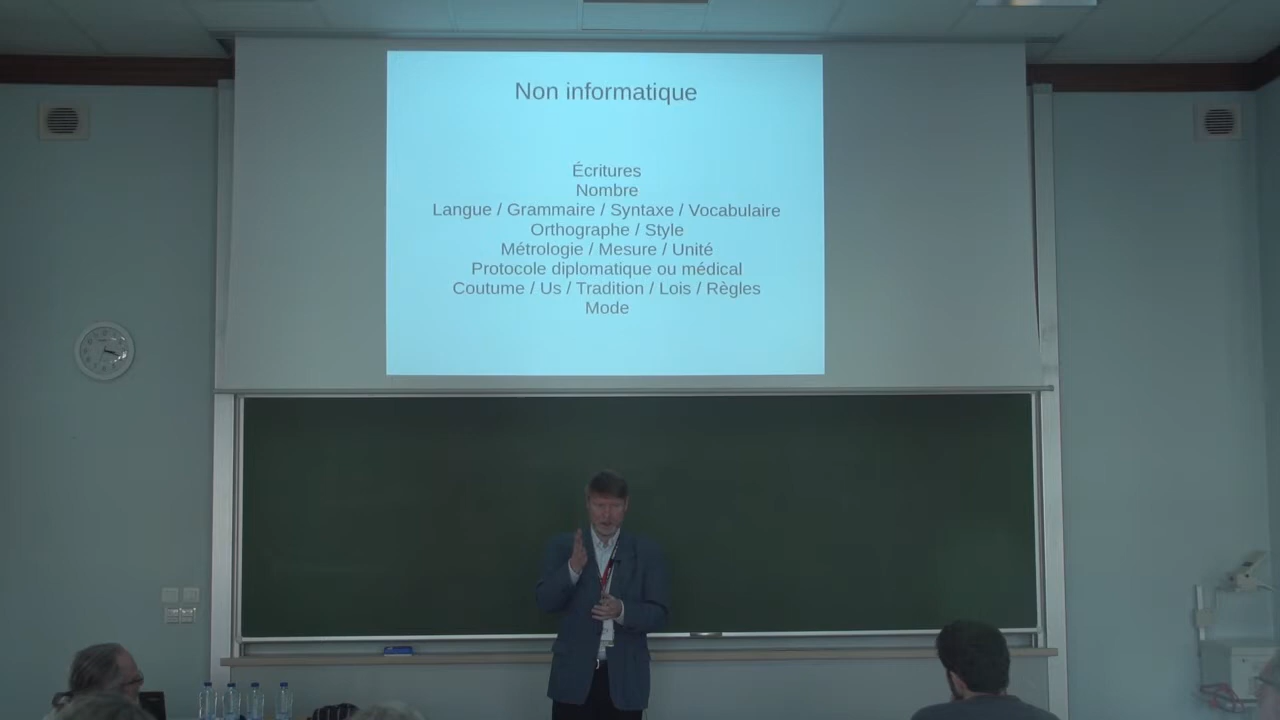 Non informatique
Écritures
Nombre
Langue / Grammaire / Syntaxe / Vocabulaire
Orthographe / Style
Métrologie / Mesure / Unité
Protocole diplomatique ou médical
Coutume / Us / Tradition / Lois / Règles
Mode